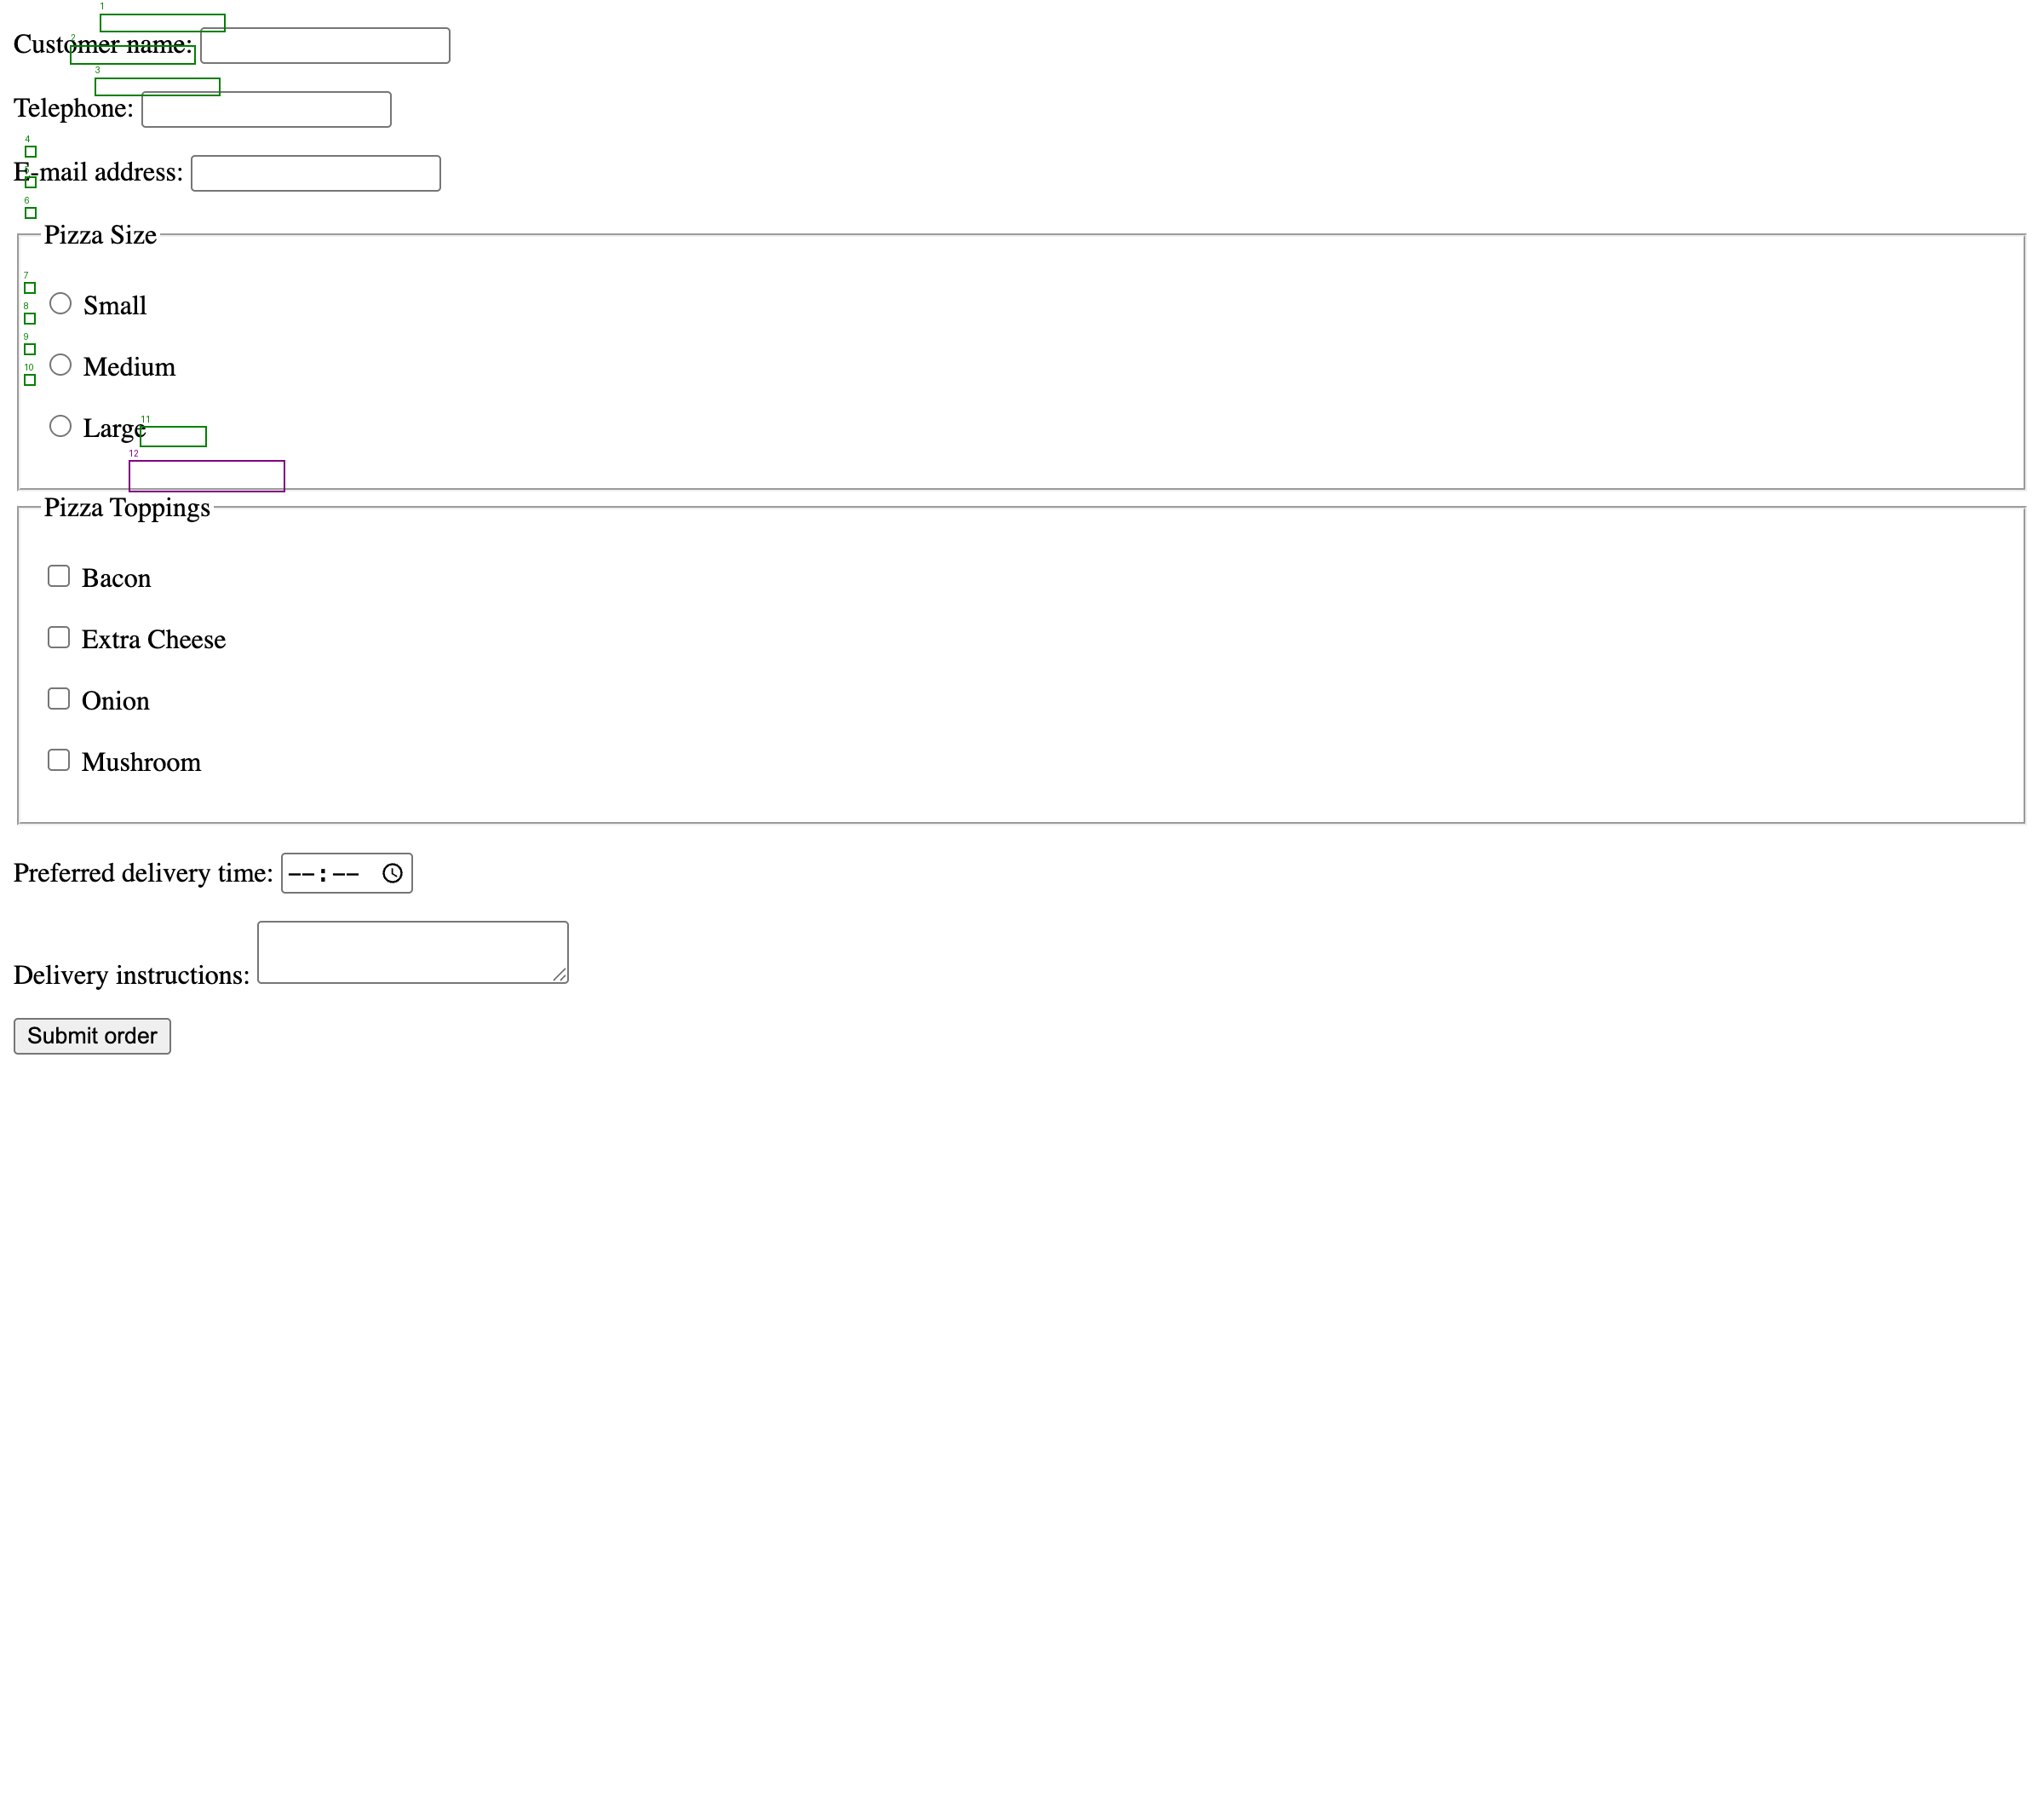 1
2
Customer name:
3
Telephone:
4
E-mail address:
6
Pizza Size
7
Small
8
9
Medium
10
11
Large
12
Pizza Toppings
Bacon
Extra Cheese
Onion
Mushroom
Preferred delivery time: --:--
Delivery instructions:
Submit order